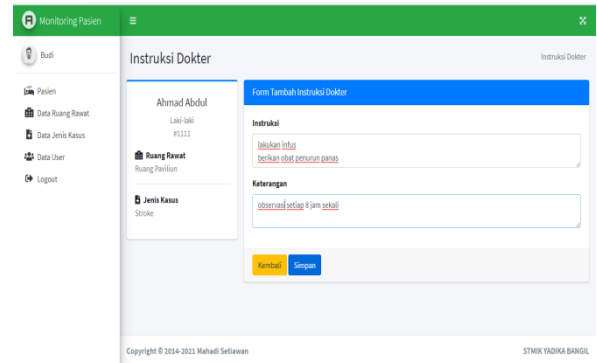 R Monitoring Pasien
Budi
Pasien
Data Ruang Rawat
Data Jenis Kasus
Data User
Logout
Instruksi Dokter
Instruksi Dokter
Ahmad Abdul
Laki-laki
#1111
Ruang Rawat
Ruang Paviliun
Jenis Kasus
Stroke
Form Tambah Instruksi Dokter
Instruksi
lakukan infus
berikan obat penurun panas
Keterangan
observasi setiap 8 jam sekali
Kembali Simpan
Copyright © 2014-2021 Mahadi Setiawan
STMIK YADIKA BANGIL